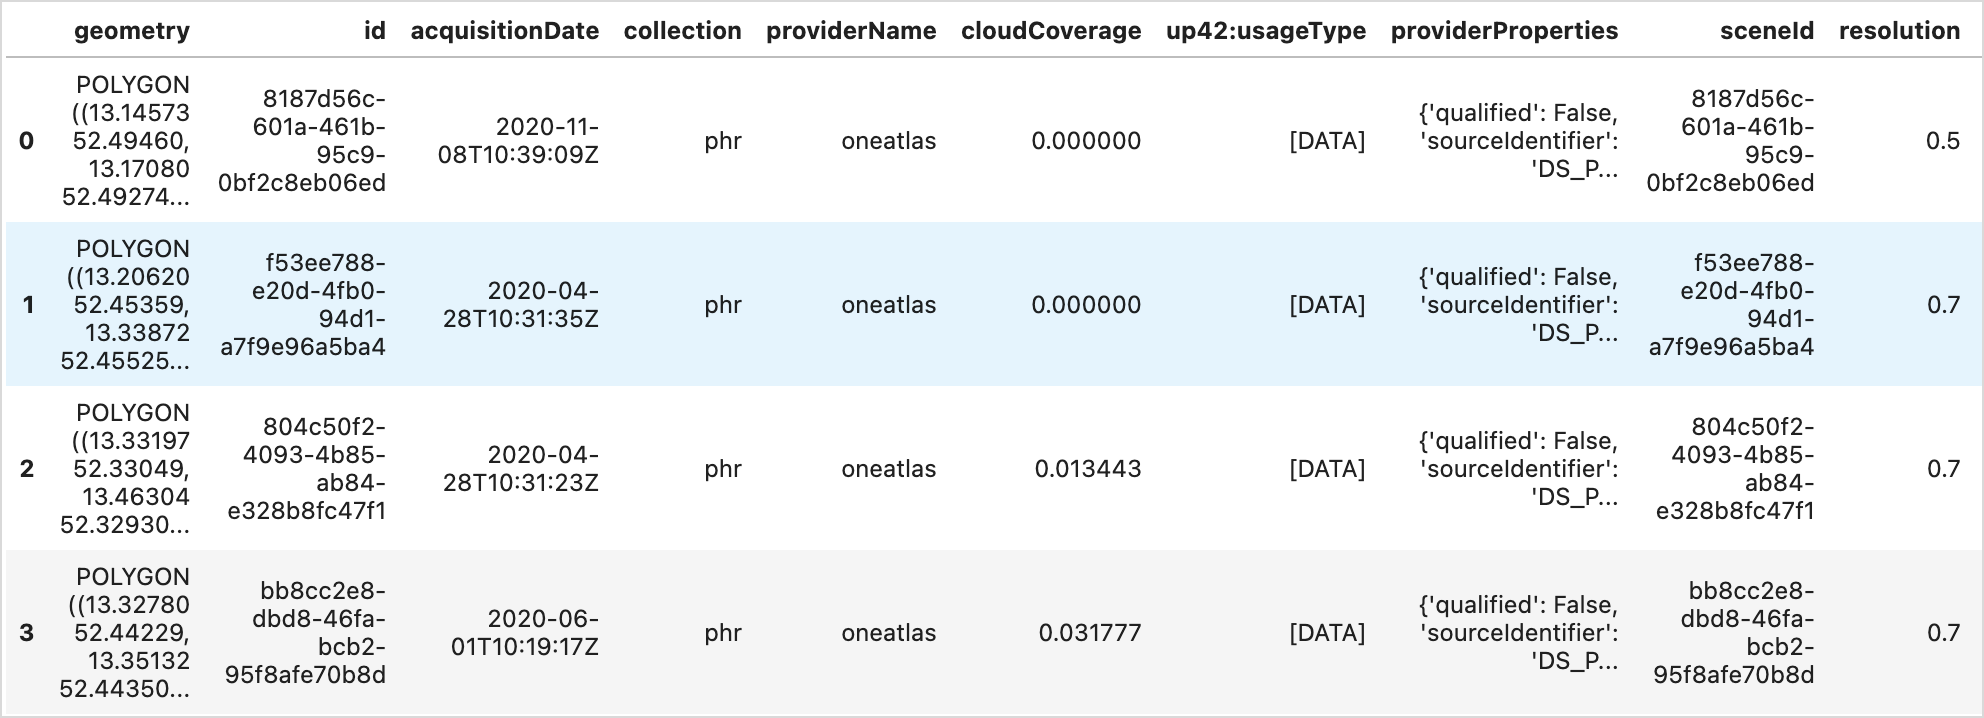 geometry id acquisitionDate collection providerName cloudCoverage up42:usageType providerProperties sceneId resolution
0 POLYGON ((13.14573 52.49460, 13.17080 52.49274... 8187d56c-601a-461b-95c9-0bf2c8eb06ed 2020-11-08T10:39:09Z phr oneatlas 0.000000 [DATA] {'qualified': False, 'sourceIdentifier': 'DS_P... 8187d56c-601a-461b-95c9-0bf2c8eb06ed 0.5
1 POLYGON ((13.20620 52.45359, 13.33872 52.45525... f53ee788-e20d-4fb0-94d1-a7f9e96a5ba4 2020-04-28T10:31:35Z phr oneatlas 0.000000 [DATA] {'qualified': False, 'sourceIdentifier': 'DS_P... f53ee788-e20d-4fb0-94d1-a7f9e96a5ba4 0.7
2 POLYGON ((13.33197 52.33049, 13.46304 52.32930... 804c50f2-4093-4b85-ab84-e328b8fc47f1 2020-04-28T10:31:23Z phr oneatlas 0.013443 [DATA] {'qualified': False, 'sourceIdentifier': 'DS_P... 804c50f2-4093-4b85-ab84-e328b8fc47f1 0.7
3 POLYGON ((13.32780 52.44229, 13.35132 52.44350... bb8cc2e8-dbd8-46fa-bcb2-95f8afe70b8d 2020-06-01T10:19:17Z phr oneatlas 0.031777 [DATA] {'qualified': False, 'sourceIdentifier': 'DS_P... bb8cc2e8-dbd8-46fa-bcb2-95f8afe70b8d 0.7